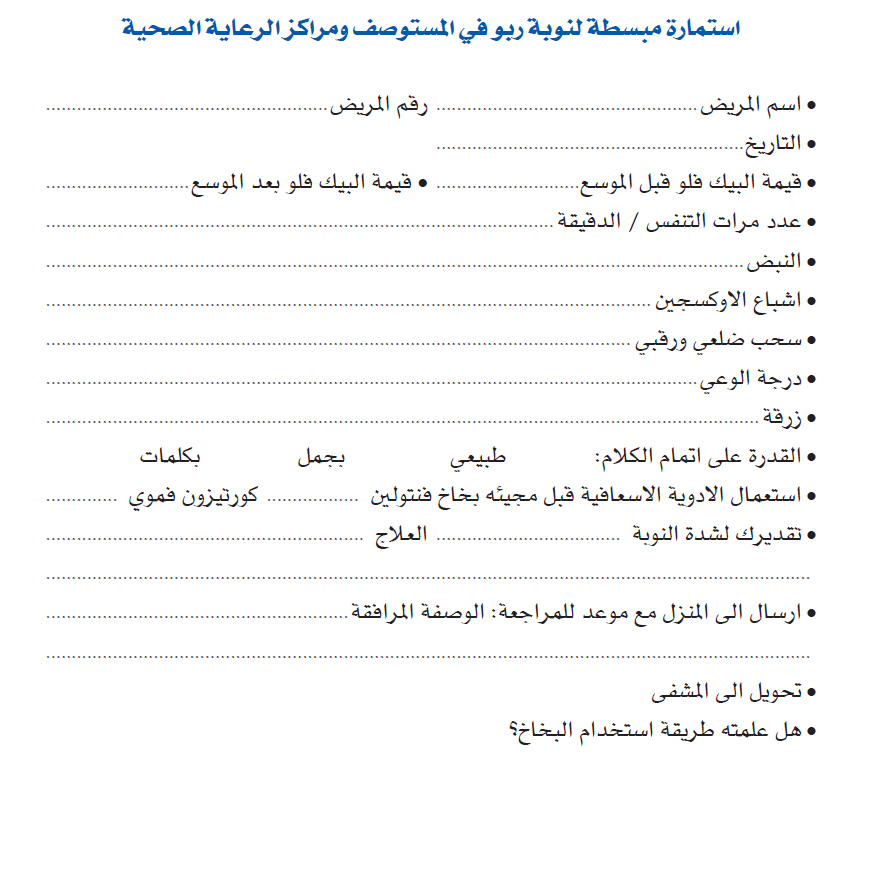 استمارة مبسطة لنوبة ربو في المستوصف ومراكز الرعاية الصحية
• اسم المريض .................................................... رقم المريض ........................................................
• التاريخ .............................................................
• قيمة البيك فلو قبل الموسع ............................ • قيمة البيك فلو بعد الموسع ............................
• عدد مرات التنفس / الدقيقة ....................................................................................................
• النبض ..........................................................................................................................................
• اشباع الاوكسجين ........................................................................................................................
• سحب ضلعي ورقبي ....................................................................................................................
• درجة الوعي .................................................................................................................................
• زرقة .............................................................................................................................................
• القدرة على اتمام الكلام: طبيعي بجمل بكلمات
• استعمال الادوية الاسعافية قبل مجيئه بخاخ فنتولين .................. كورتيزون فموي ..............
• تقديرك لشدة النوبة .................................... العلاج ...............................................................
.......................................................................................................................................................
• ارسال الى المنزل مع موعد للمراجعة: الوصفة المرافقة ............................................................
.......................................................................................................................................................
• تحويل الى المشفى
• هل علمته طريقة استخدام البخاخ؟